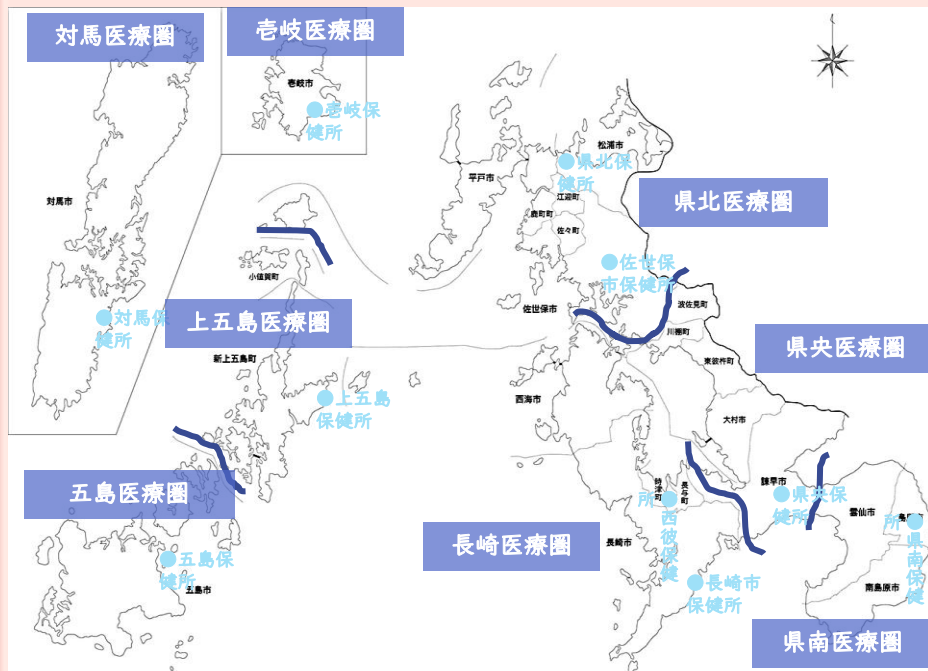 対馬医療圏
壱岐医療圏
壱岐市
●壱岐保
健所
対馬市
●対馬保
健所
松浦市
●県北保
健所
平戸市
江迎町
鹿町町
佐々町
県北医療圏
●佐世保
市保健所
佐世保市
波佐見町
川棚町
東彼杵町
県央医療圏
小値賀町
上五島医療圏
新上五島町
●上五島
保健所
西海市
大村市
五島医療圏
●五島保
健所
五島市
時津町
長与町
●西彼保健
所
長崎医療圏
長崎市
●長崎市
保健所
諫早市
●県央保
健所
雲仙市
●県南保健
所
南島原市
県南医療圏